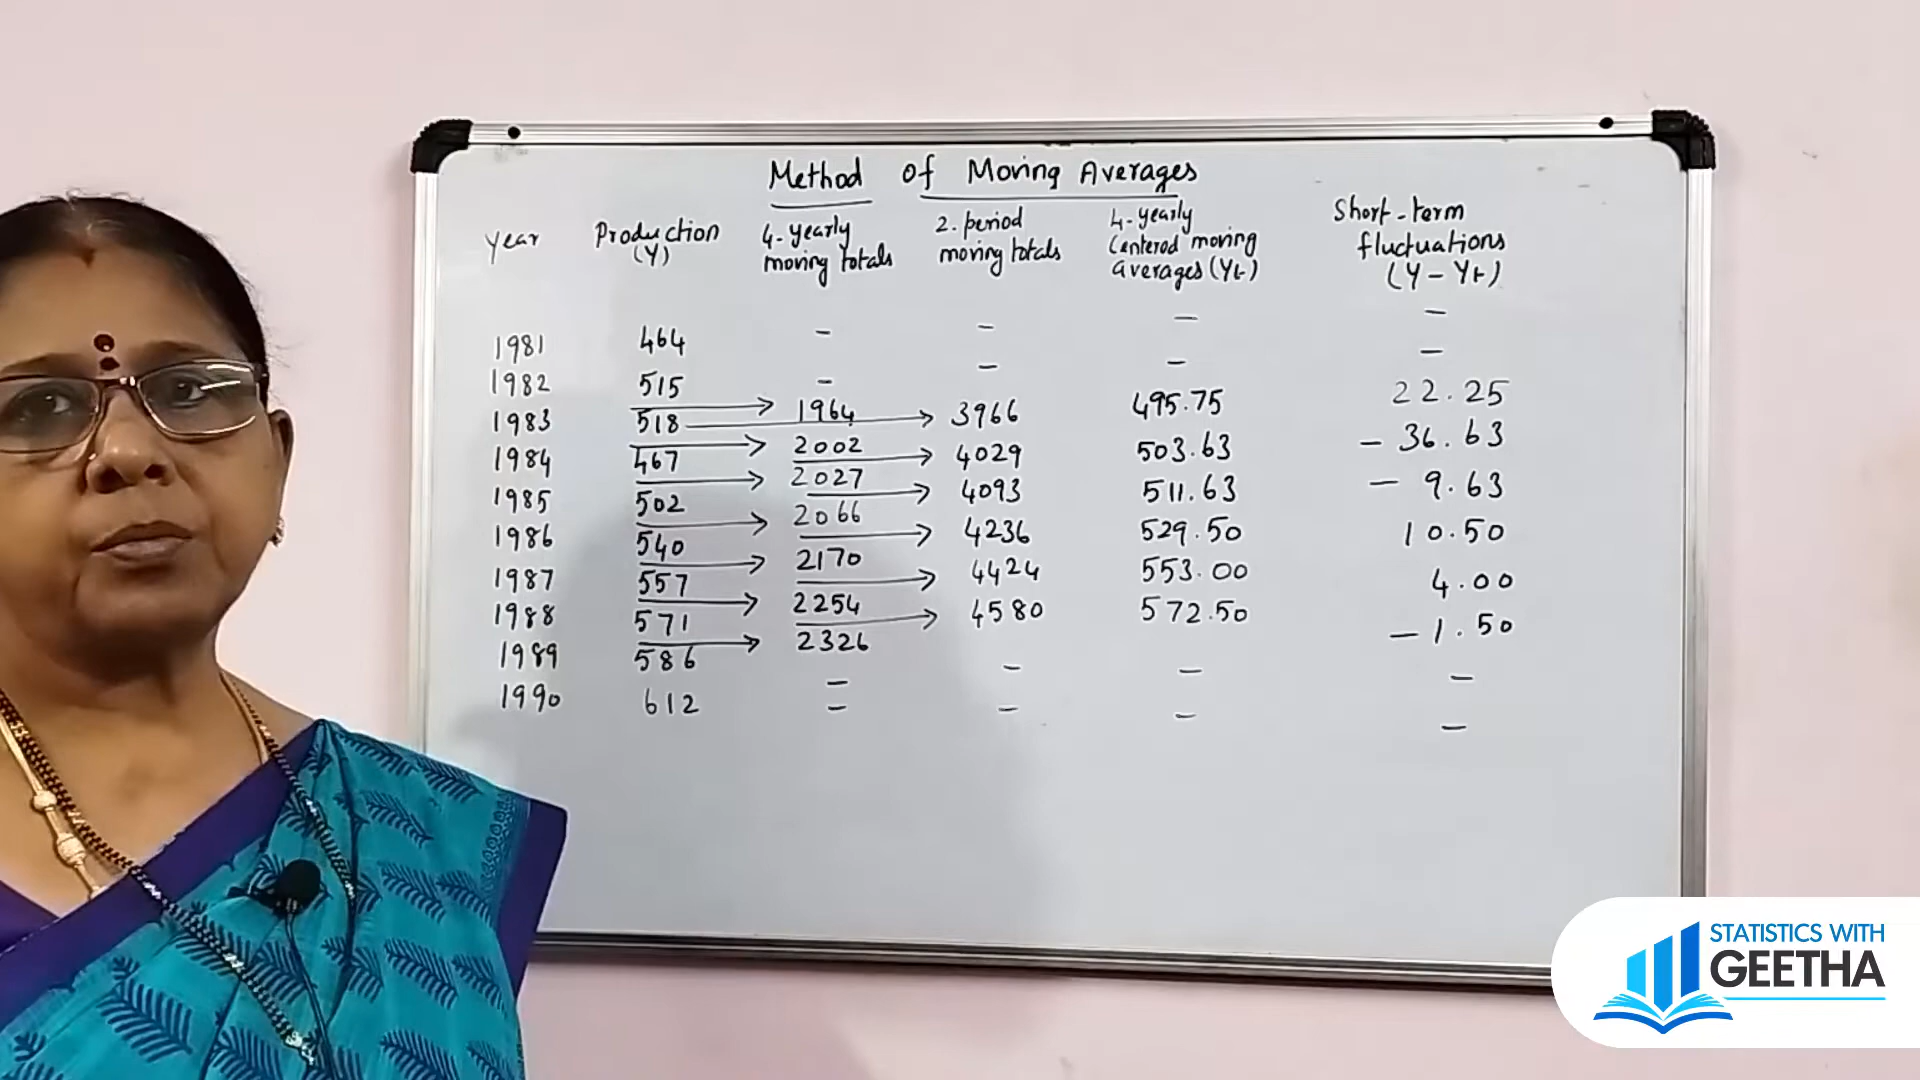 Method of Moving Averages
Year Production (Y) 4-yearly moving totals 2-period moving totals 4-yearly Centered moving averages (Yt) Short-term fluctuations (Y - Yt)
1981 464 - - - -
1982 515 - - - -
1983 518 1964 3966 495.75 22.25
1984 467 2002 4029 503.63 - 36.63
1985 502 2027 4093 511.63 - 9.63
1986 540 2066 4236 529.50 10.50
1987 557 2170 4424 553.00 4.00
1988 571 2254 4580 572.50 - 1.50
1989 586 2326 - - -
1990 612 - - - -
-
STATISTICS WITH
GEETHA